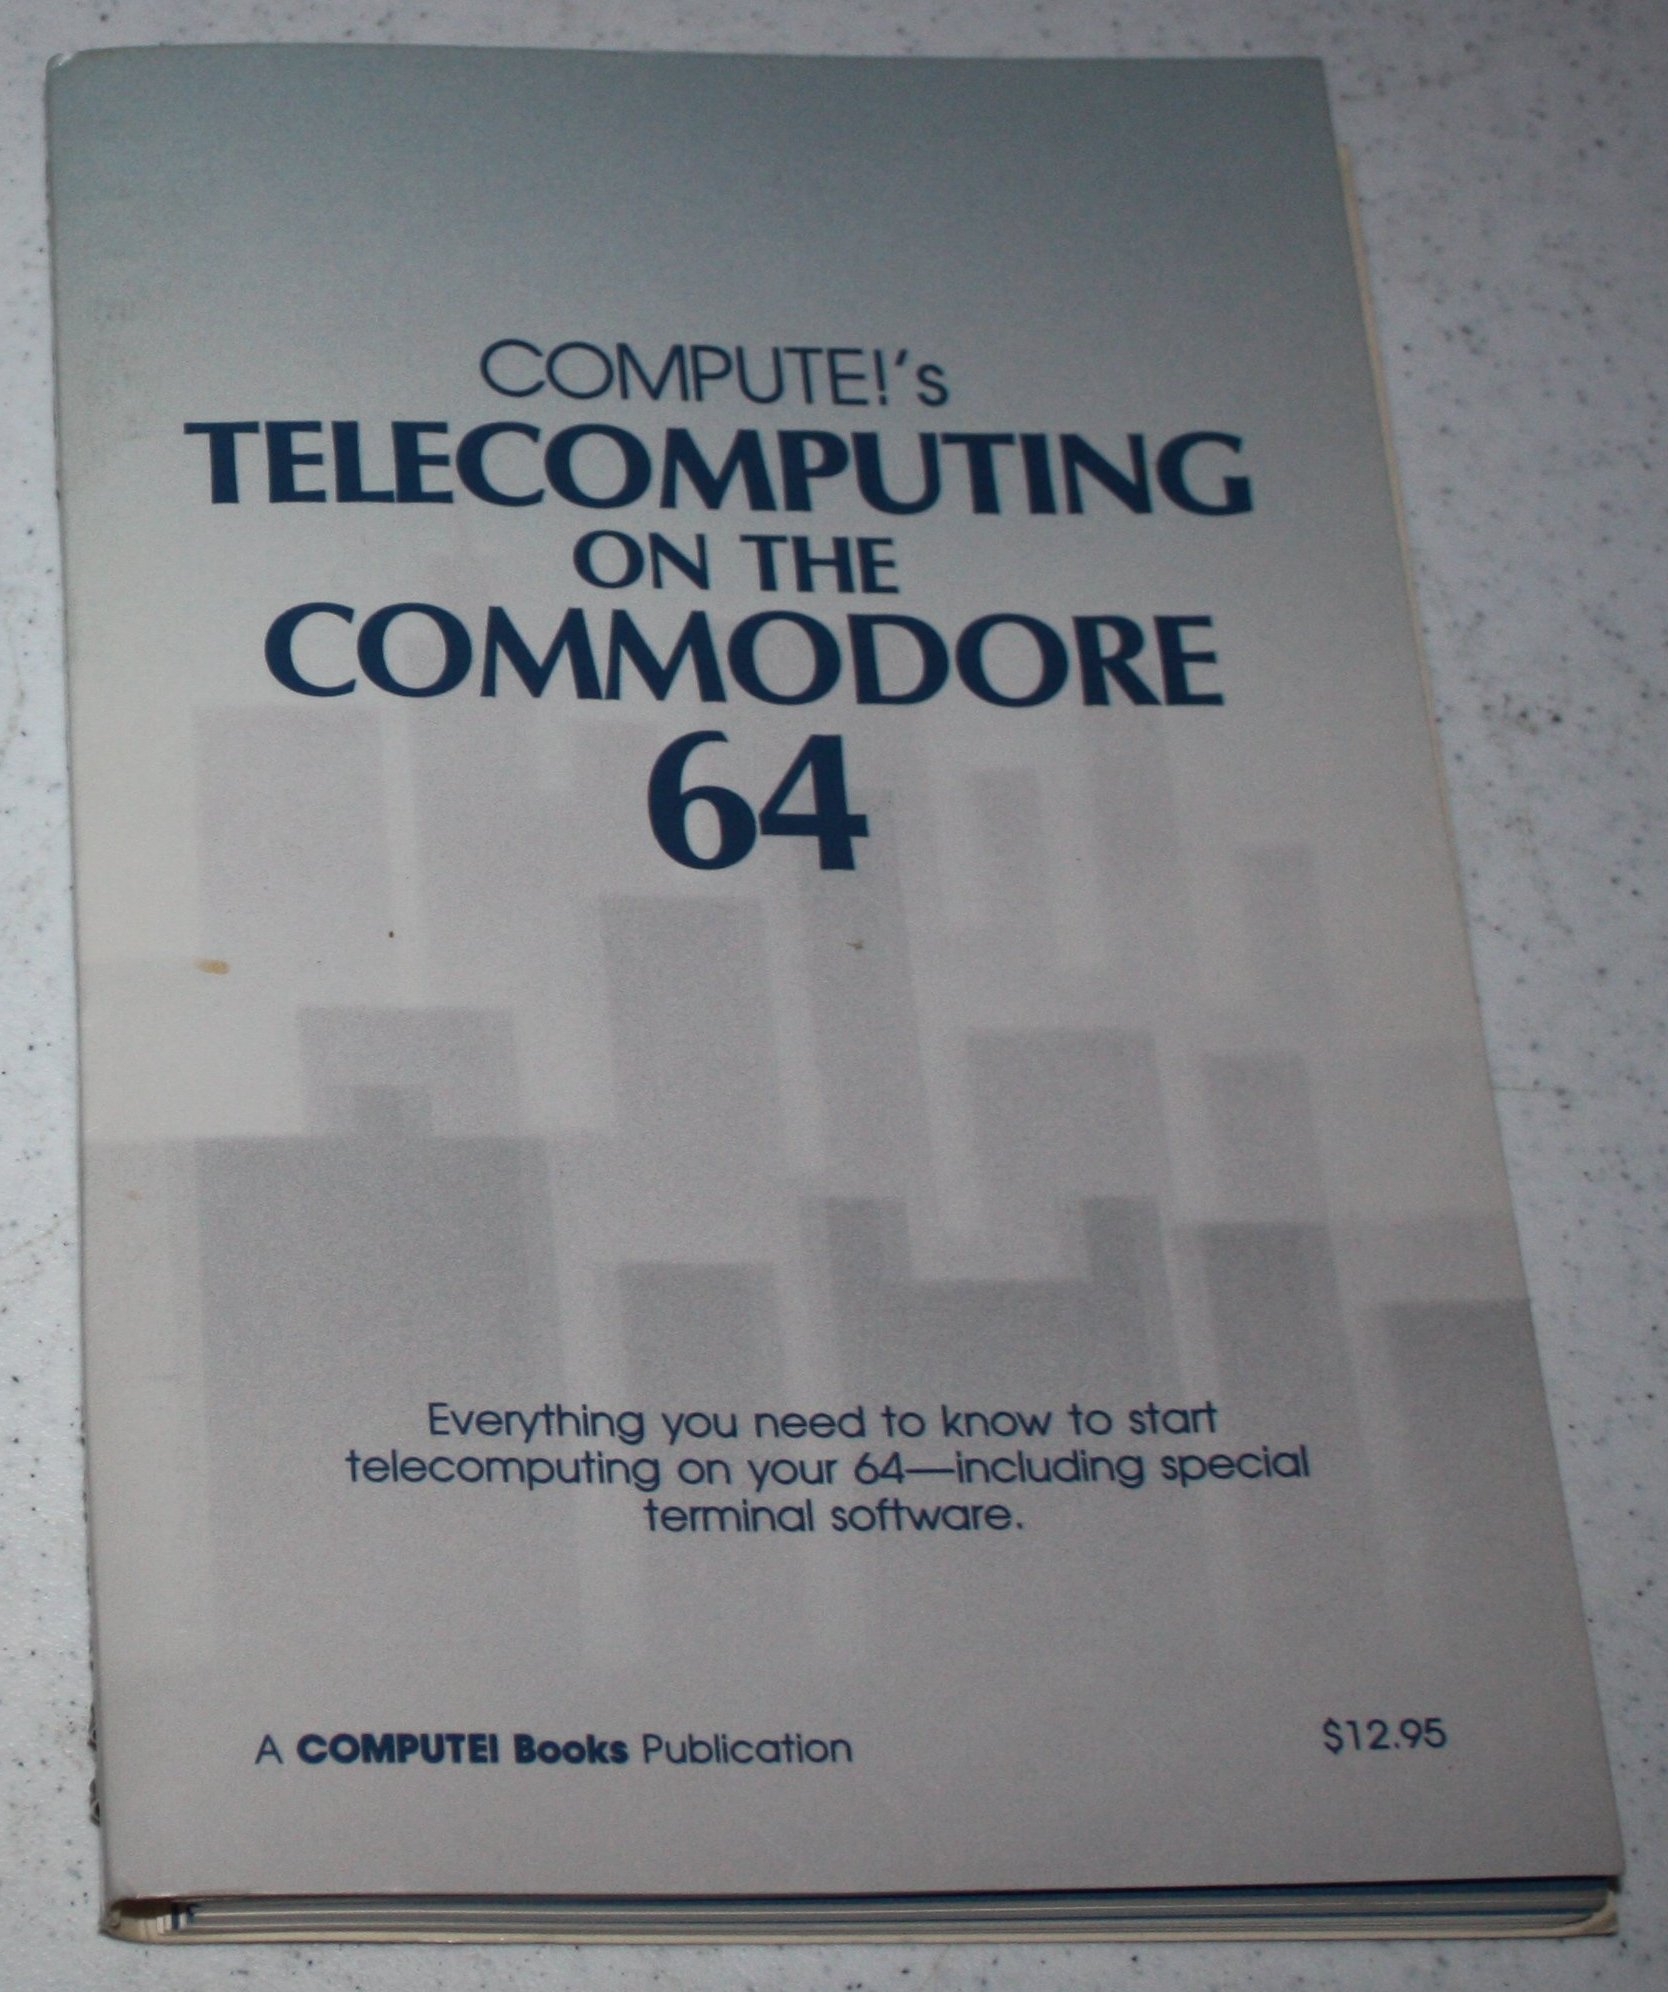 COMPUTE!'s
TELECOMPUTING
ON THE
COMMODORE
64
Everything you need to know to start
telecomputing on your 64—including special
terminal software.
A COMPUTE! Books Publication
$12.95